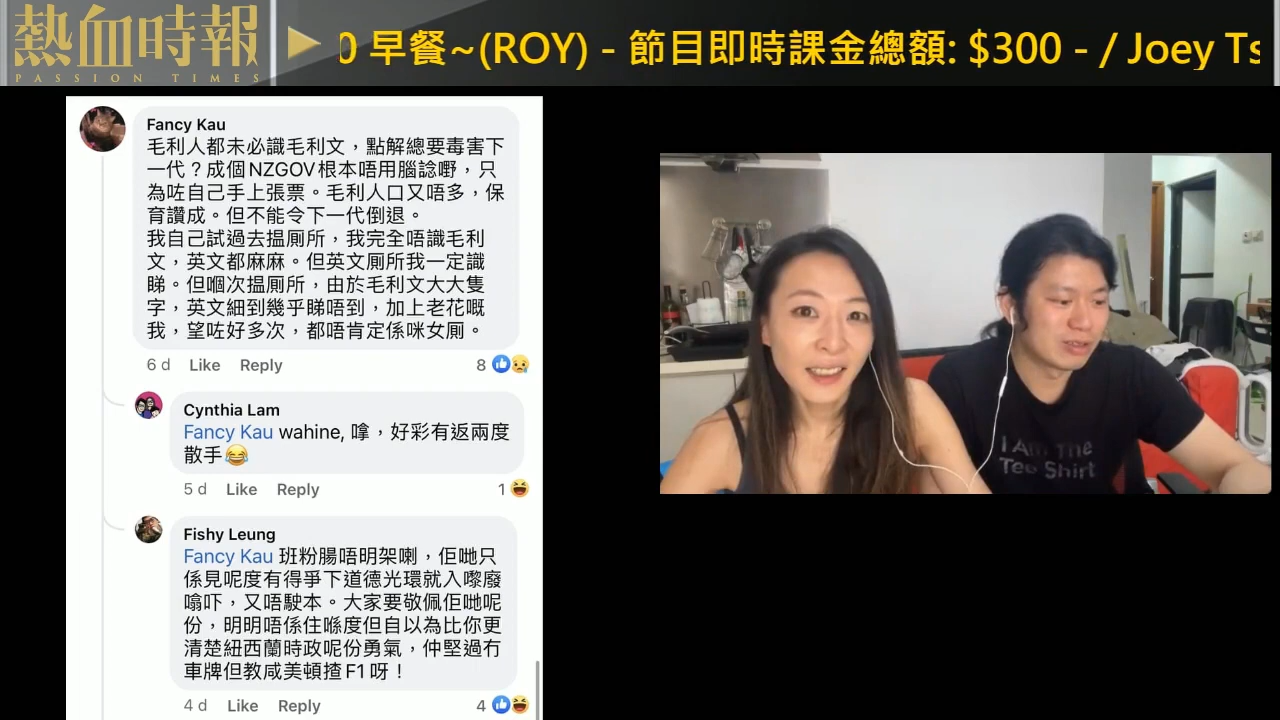 熱血時報
PASSION TIMES
0 早餐~(ROY) - 節目即時課金總額: $300 - / Joey Ts
Fancy Kau
毛利人都未必識毛利文，點解總要毒害下
一代？成個NZGOV根本唔用腦諗嘢，只
為咗自己手上張票。毛利人口又唔多，保
育讚成。但不能令下一代倒退。
我自己試過去搵厠所，我完全唔識毛利
文，英文都麻麻。但英文厠所我一定識
睇。但嗰次搵厠所，由於毛利文大大隻
字，英文細到幾乎睇唔到，加上老花嘅
我，望咗好多次，都唔肯定係咪女厠。
6 d Like Reply 8
Cynthia Lam
Fancy Kau wahine, 嗱，好彩有返兩度
散手😂
5 d Like Reply 1
Fishy Leung
Fancy Kau 班粉腸唔明架喇，佢哋只
係見呢度有得爭下道德光環就入嚟廢
噏吓，又唔駛本。大家要敬佩佢哋呢
份，明明唔係住喺度但自以為比你更
清楚紐西蘭時政呢份勇氣，仲堅過冇
車牌但教咸美頓揸F1呀！
4 d Like Reply 4
I Am The
Tee Shirt